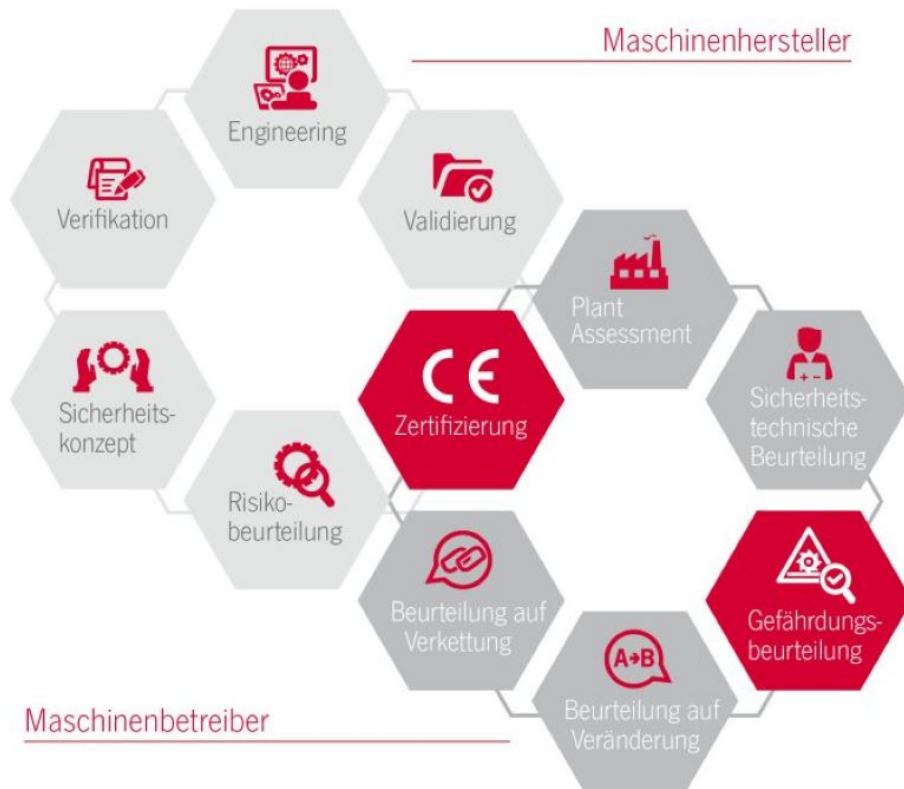 Maschinenhersteller
Engineering
Verifikation
Validierung
Plant
Assessment
Sicherheits-
konzept
CE
Zertifizierung
Sicherheits-
technische
Beurteilung
Risiko-
beurteilung
Beurteilung auf
Verkettung
Gefährdungs-
beurteilung
A→B
Beurteilung auf
Veränderung
Maschinenbetreiber